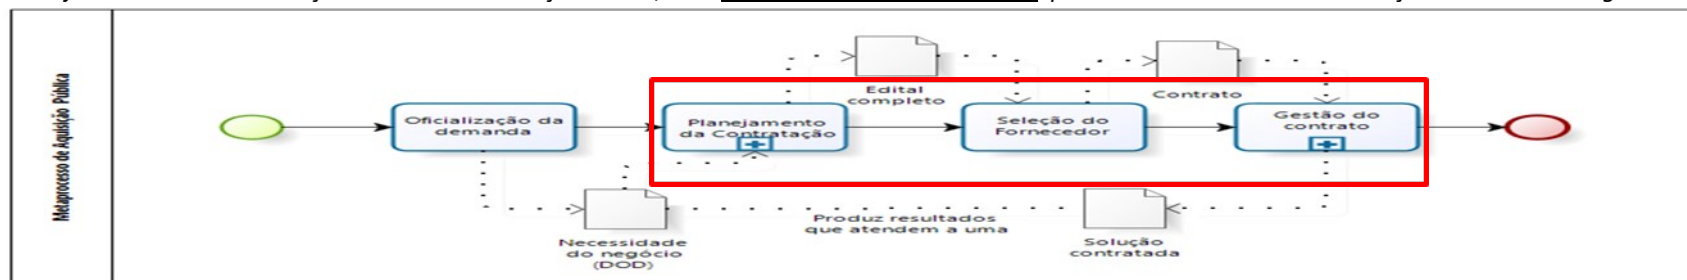 Metaprocesso de Aquisição Pública
Oficialização da
demanda
Planejamento
da Contratação
Edital
completo
Seleção do
Fornecedor
Contrato
Gestão do
contrato
Necessidade
do negócio
(DOD)
Produz resultados
que atendem a uma
Solução
contratada